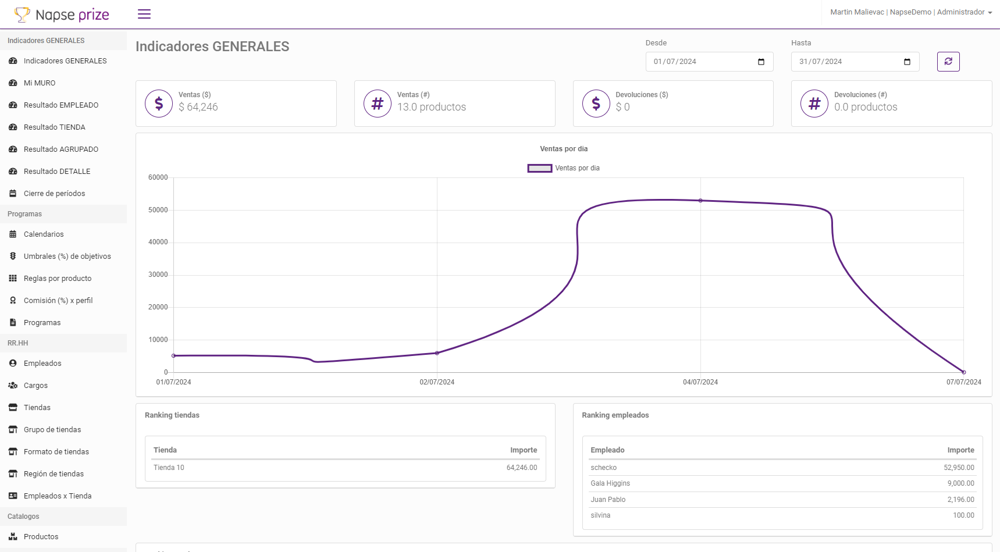 Napse prize
Martin Malievac | NapseDemo | Administrador
Indicadores GENERALES
Indicadores GENERALES
Mi MURO
Resultado EMPLEADO
Resultado TIENDA
Resultado AGRUPADO
Resultado DETALLE
Cierre de períodos
Programas
Calendarios
Umbrales (%) de objetivos
Reglas por producto
Comisión (%) x perfil
Programas
RR.HH
Empleados
Cargos
Tiendas
Grupo de tiendas
Formato de tiendas
Región de tiendas
Empleados x Tienda
Catalogos
Productos
Indicadores GENERALES
Desde
01/07/2024
Hasta
31/07/2024
Ventas ($)
$ 64,246
Ventas (#)
13.0 productos
Devoluciones ($)
$ 0
Devoluciones (#)
0.0 productos
Ventas por dia
Ventas por dia
60000
50000
40000
30000
20000
10000
0
01/07/2024 02/07/2024 04/07/2024 07/07/2024
Ranking tiendas
Tienda Importe
Tienda 10 64,246.00
Ranking empleados
Empleado Importe
schecko 52,950.00
Gala Higgins 9,000.00
Juan Pablo 2,196.00
silvina 100.00